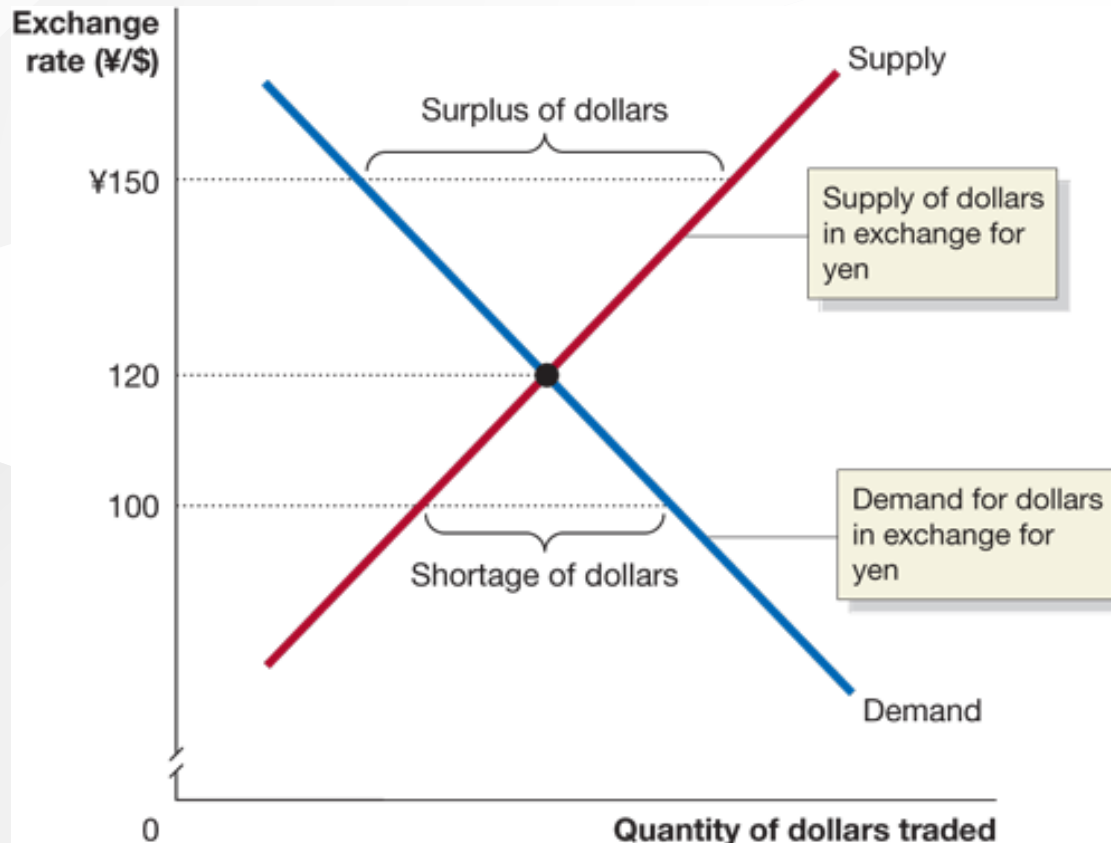 Exchange
rate (¥/$)
Supply
Surplus of dollars
¥150
Supply of dollars
in exchange for
yen
120
100
Demand for dollars
in exchange for
yen
Shortage of dollars
Demand
0
Quantity of dollars traded